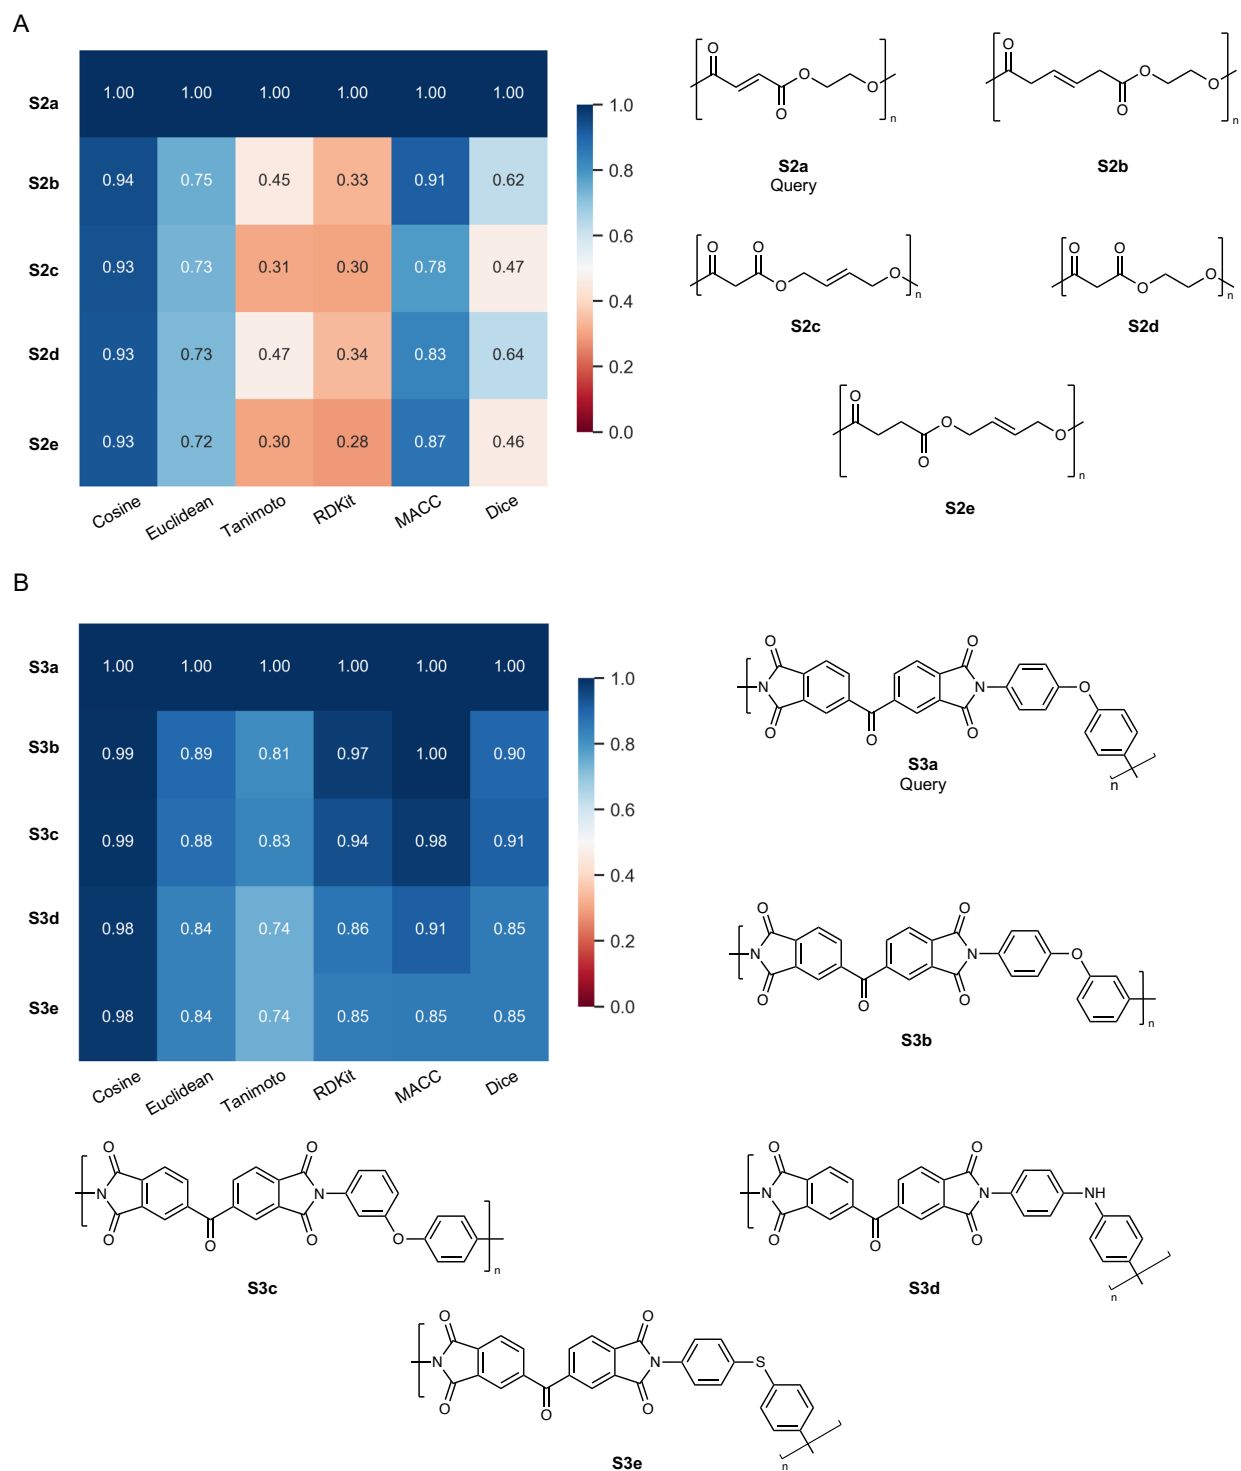 A
S2a 1.00 1.00 1.00 1.00 1.00 1.00
S2b 0.94 0.75 0.45 0.33 0.91 0.62
S2c 0.93 0.73 0.31 0.30 0.78 0.47
S2d 0.93 0.73 0.47 0.34 0.83 0.64
S2e 0.93 0.72 0.30 0.28 0.87 0.46
Cosine Euclidean Tanimoto RDKit MACC Dice
1.0
0.8
0.6
0.4
0.2
0.0
O O O O n
S2a
Query
O O O O n
S2b
O O O O n
S2c
O O O O n
S2d
O O O O n
S2e
B
S3a 1.00 1.00 1.00 1.00 1.00 1.00
S3b 0.99 0.89 0.81 0.97 1.00 0.90
S3c 0.99 0.88 0.83 0.94 0.98 0.91
S3d 0.98 0.84 0.74 0.86 0.91 0.85
S3e 0.98 0.84 0.74 0.85 0.85 0.85
Cosine Euclidean Tanimoto RDKit MACC Dice
1.0
0.8
0.6
0.4
0.2
0.0
O O
N N O
O O O
n
S3a
Query
O O
N N O
O O O
n
S3b
O O
N N
O O O O
n
S3c
O O
N N NH
O O O
n
S3d
O O
N N S
O O O
n
S3e